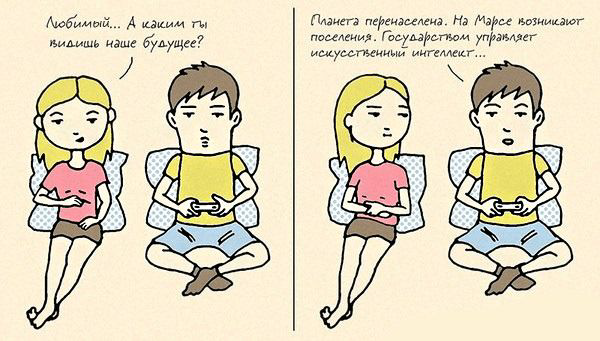 Любимый... А каким ты
видишь наше будущее?
Планета перенаселена. На Марсе возникают
поселения. Государством управляет
искусственный интеллект...